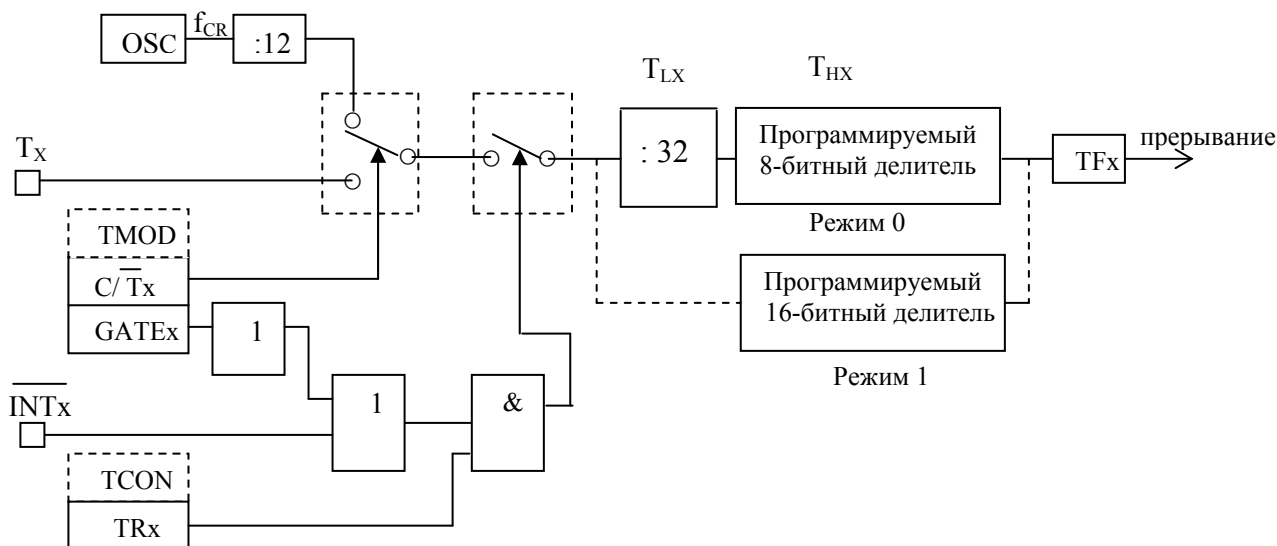 OSC
f_CR
:12
T_LX
T_HX
T_X
: 32
Программируемый
8-битный делитель
TFx
прерывание
Режим 0
TMOD
C/T̅x
GATEx
1
Программируемый
16-битный делитель
Режим 1
I̅N̅T̅x̅
1
&
TCON
TRx